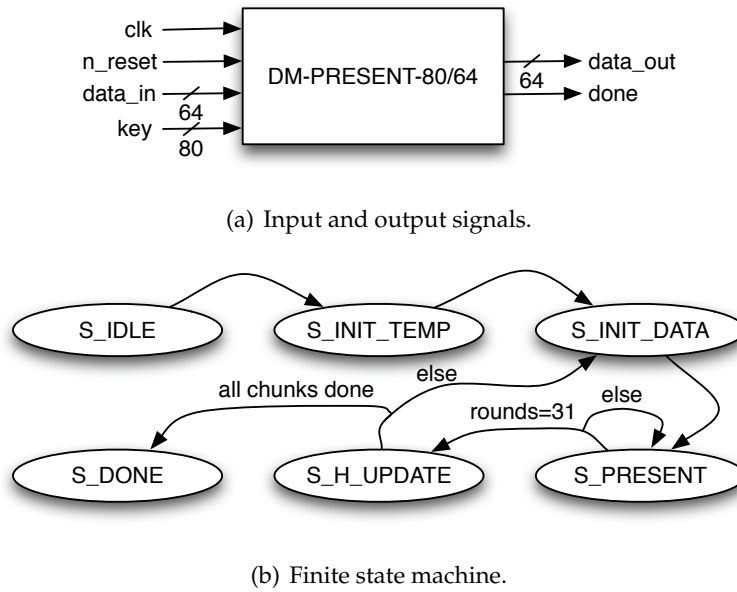 clk
n_reset
data_in
64
key
80
DM-PRESENT-80/64
data_out
64
done
(a) Input and output signals.
S_IDLE
S_INIT_TEMP
S_INIT_DATA
all chunks done
else
rounds=31
else
S_DONE
S_H_UPDATE
S_PRESENT
(b) Finite state machine.